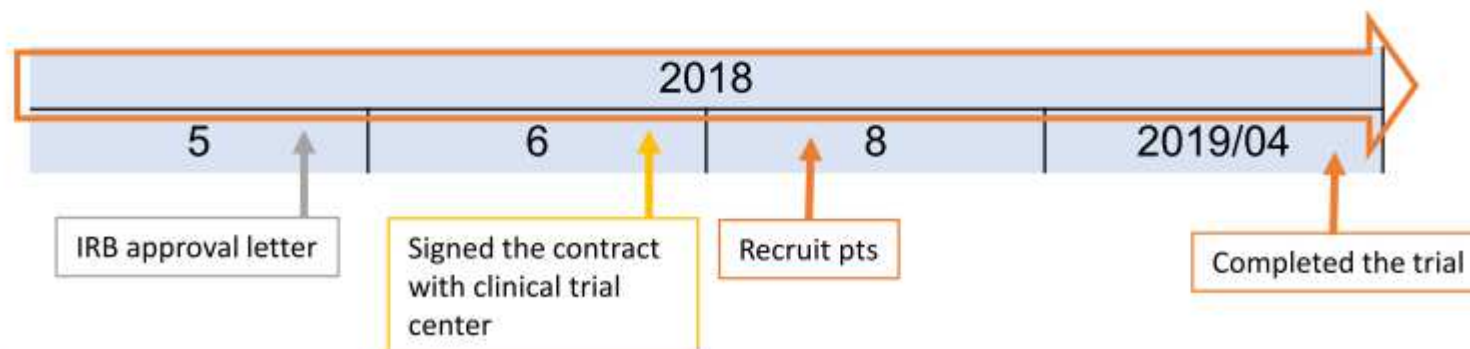 2018
5 6 8 2019/04
IRB approval letter
Signed the contract
with clinical trial
center
Recruit pts
Completed the trial